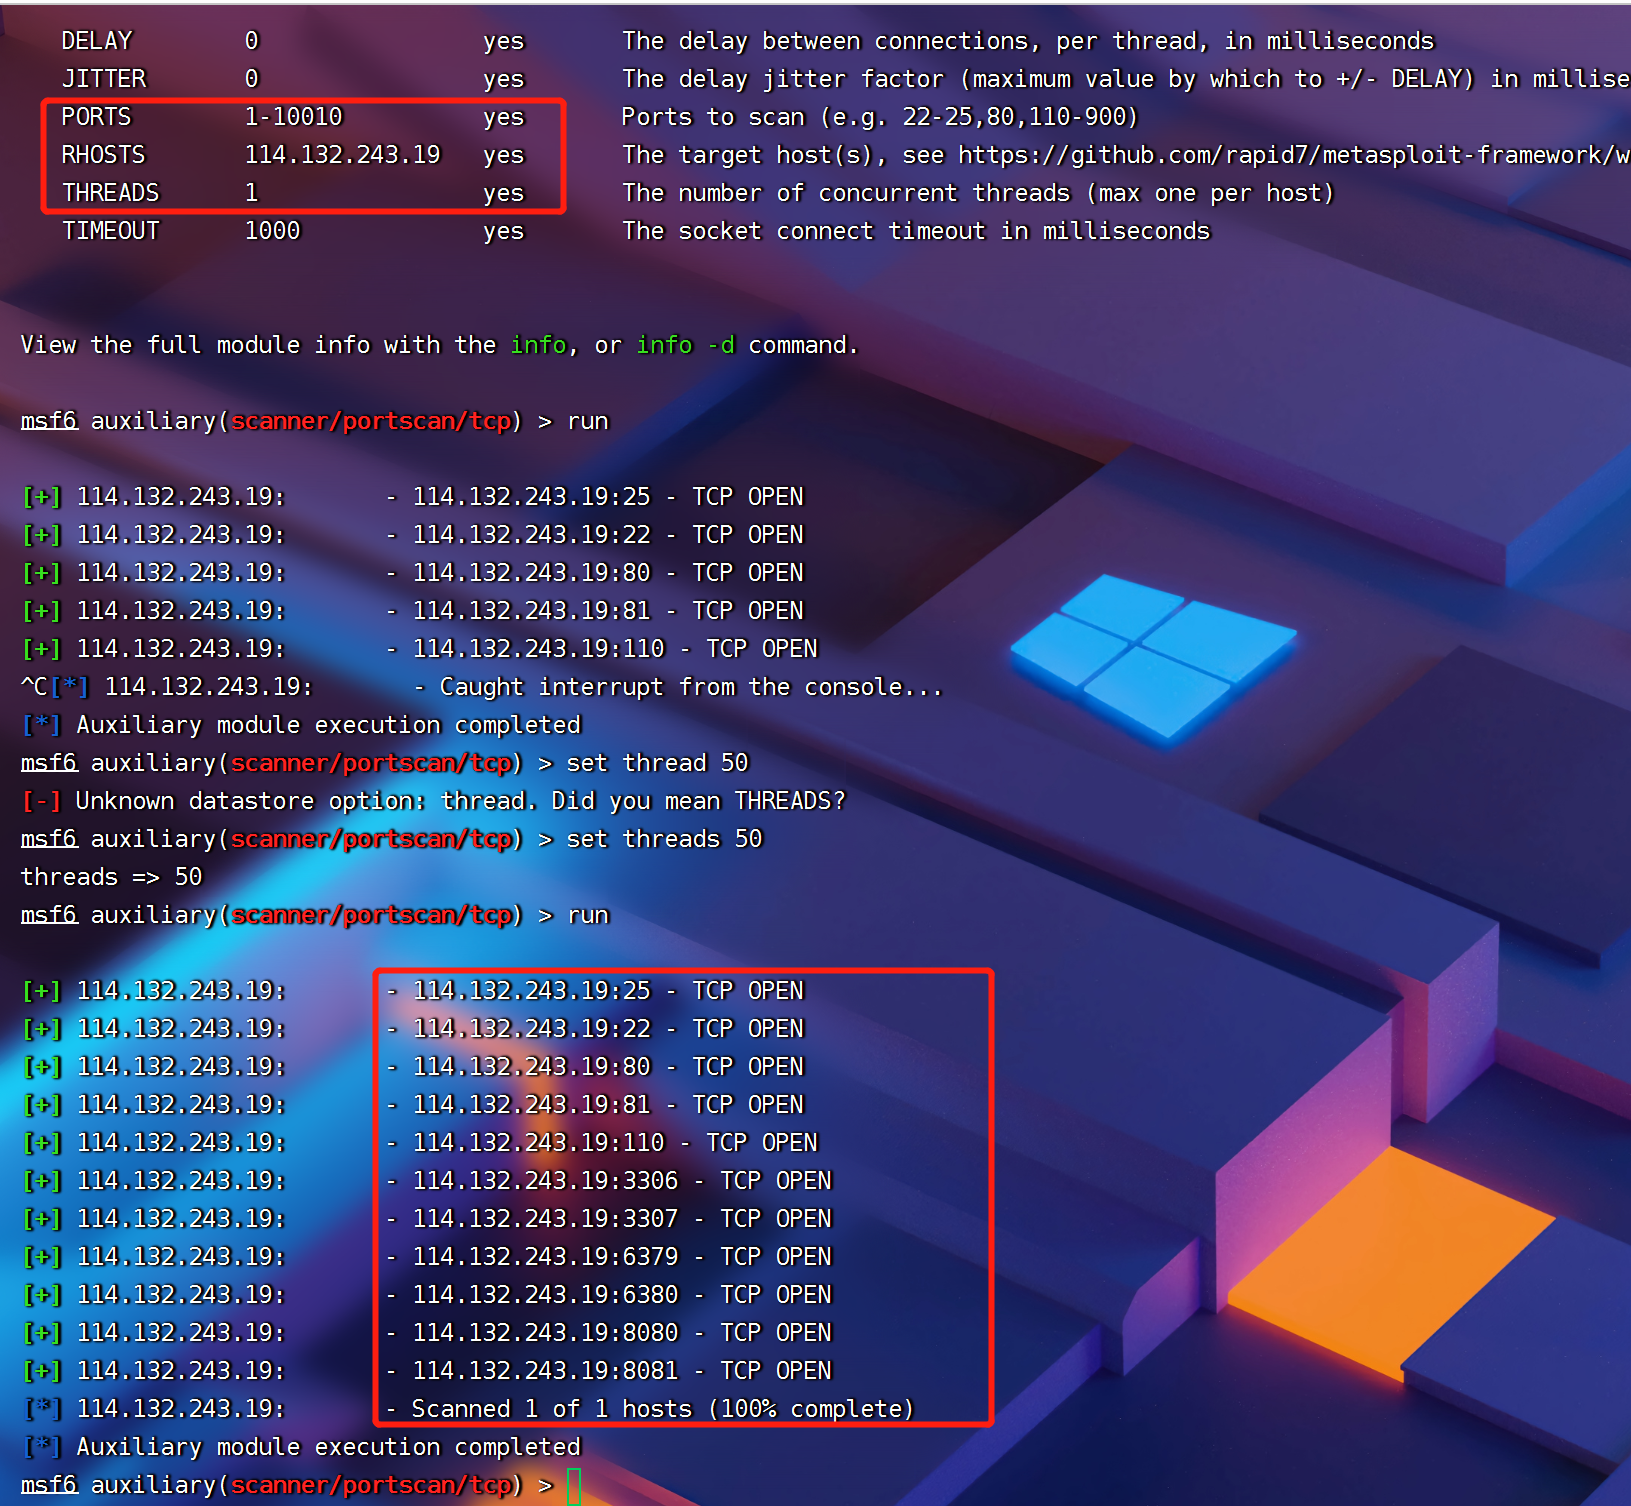 DELAY 0 yes The delay between connections, per thread, in milliseconds
JITTER 0 yes The delay jitter factor (maximum value by which to +/- DELAY) in millise
PORTS 1-10010 yes Ports to scan (e.g. 22-25,80,110-900)
RHOSTS 114.132.243.19 yes The target host(s), see https://github.com/rapid7/metasploit-framework/w
THREADS 1 yes The number of concurrent threads (max one per host)
TIMEOUT 1000 yes The socket connect timeout in milliseconds
View the full module info with the info, or info -d command.
msf6 auxiliary(scanner/portscan/tcp) > run
[+] 114.132.243.19: - 114.132.243.19:25 - TCP OPEN
[+] 114.132.243.19: - 114.132.243.19:22 - TCP OPEN
[+] 114.132.243.19: - 114.132.243.19:80 - TCP OPEN
[+] 114.132.243.19: - 114.132.243.19:81 - TCP OPEN
[+] 114.132.243.19: - 114.132.243.19:110 - TCP OPEN
^C[*] 114.132.243.19: - Caught interrupt from the console...
[*] Auxiliary module execution completed
msf6 auxiliary(scanner/portscan/tcp) > set thread 50
[-] Unknown datastore option: thread. Did you mean THREADS?
msf6 auxiliary(scanner/portscan/tcp) > set threads 50
threads => 50
msf6 auxiliary(scanner/portscan/tcp) > run
[+] 114.132.243.19: - 114.132.243.19:25 - TCP OPEN
[+] 114.132.243.19: - 114.132.243.19:22 - TCP OPEN
[+] 114.132.243.19: - 114.132.243.19:80 - TCP OPEN
[+] 114.132.243.19: - 114.132.243.19:81 - TCP OPEN
[+] 114.132.243.19: - 114.132.243.19:110 - TCP OPEN
[+] 114.132.243.19: - 114.132.243.19:3306 - TCP OPEN
[+] 114.132.243.19: - 114.132.243.19:3307 - TCP OPEN
[+] 114.132.243.19: - 114.132.243.19:6379 - TCP OPEN
[+] 114.132.243.19: - 114.132.243.19:6380 - TCP OPEN
[+] 114.132.243.19: - 114.132.243.19:8080 - TCP OPEN
[+] 114.132.243.19: - 114.132.243.19:8081 - TCP OPEN
[*] 114.132.243.19: - Scanned 1 of 1 hosts (100% complete)
[*] Auxiliary module execution completed
msf6 auxiliary(scanner/portscan/tcp) >